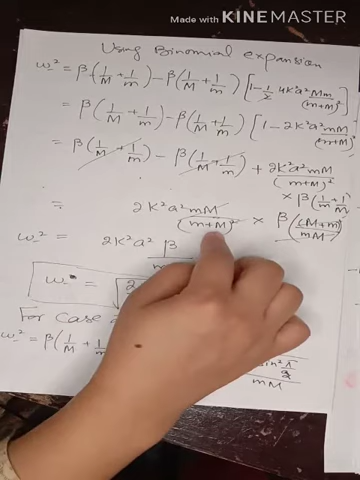 Made with KINEMASTER
Using Binomial expansion
ω₋² = β(1/M + 1/m) − β(1/M + 1/m) [1 − 1/2 4K²a²Mm/(m+M)²]
= β(1/M + 1/m) − β(1/M + 1/m) [1 − 2K²a²mM/(m+M)²]
= β(1/M + 1/m) − β(1/M + 1/m) + 2K²a²mM/(m+M)²
× β(1/m + 1/M)
= 2K²a²mM/(m+M)² × β((M+m)/mM)
ω₋² = 2K²a² β
ω₋ = √2
For Case
ω₋² = β(1/M + 1/m
mM